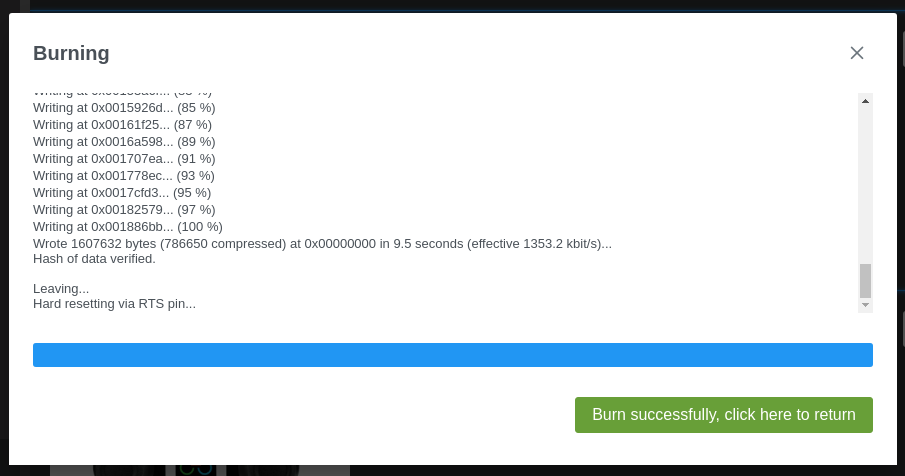 Burning
Writing at 0x0015926d... (85 %)
Writing at 0x00161f25... (87 %)
Writing at 0x0016a598... (89 %)
Writing at 0x001707ea... (91 %)
Writing at 0x001778ec... (93 %)
Writing at 0x0017cfd3... (95 %)
Writing at 0x00182579... (97 %)
Writing at 0x001886bb... (100 %)
Wrote 1607632 bytes (786650 compressed) at 0x00000000 in 9.5 seconds (effective 1353.2 kbit/s)...
Hash of data verified.
Leaving...
Hard resetting via RTS pin...
Burn successfully, click here to return